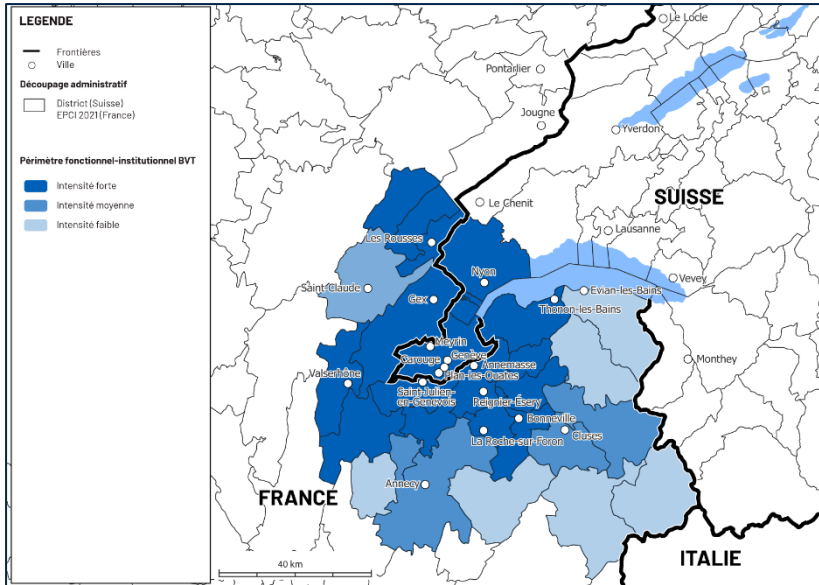 LEGENDE
Frontières
Ville
Découpage administratif
District (Suisse)
EPCI 2021 (France)
Périmètre fonctionnel-institutionnel BVT
Intensité forte
Intensité moyenne
Intensité faible
Le Locle
Pontarlier
Jougne
Yverdon
SUISSE
Le Chenit
Lausanne
Les Rousses
Nyon
Vevey
Saint-Claude
Gex
Evian-les-Bains
Thonon-les-Bains
Meyrin
Carouge
Genève
Monthey
Annemasse
Plan-les-Ouates
Valserhône
Saint-Julien-
en-Genevois
Reignier-Ésery
Bonneville
La Roche-sur-Foron
Cluses
Annecy
FRANCE
ITALIE
40 km